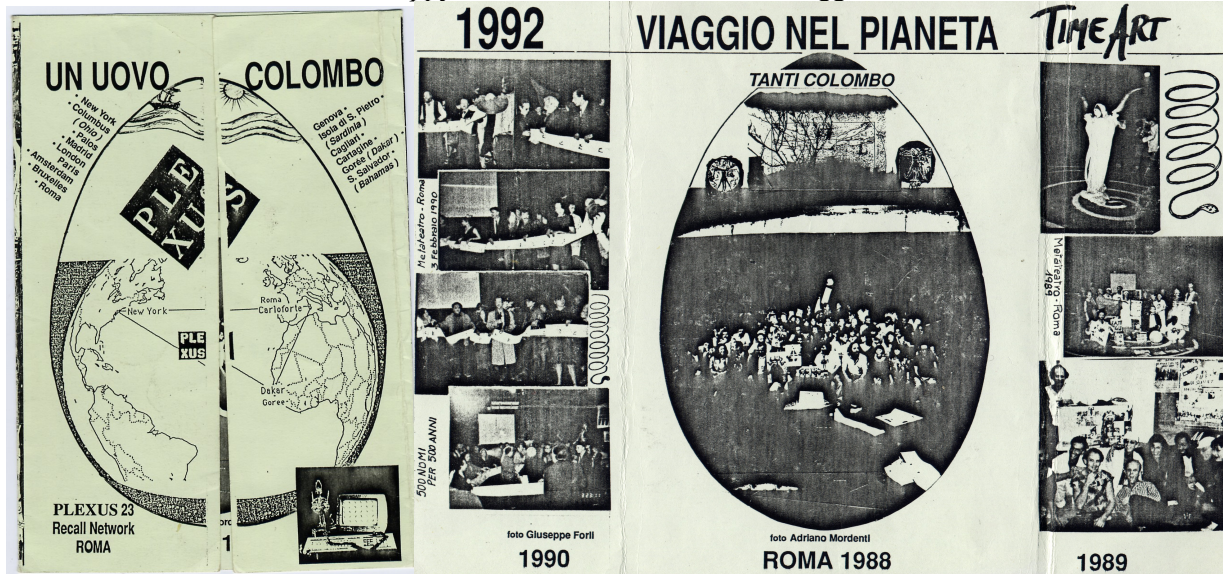 UN UOVO COLOMBO
• New York
• Columbus
(Ohio)
• Palos
• Madrid
• London
Paris
• Amsterdam
• Bruxelles
• Roma
Genova •
Isola di S. Pietro •
(Sardinia)
Cagliari •
Cartagine •
Gorée (Dakar) •
S. Salvador •
(Bahamas)
PLE
XUS
New York
Roma
Carloforte
PLE
XUS
Dakar
Goree
PLEXUS 23
Recall Network
ROMA
1992
Metateatro - Roma
3 Febbraio 1990
500 NOMI
PER 500 ANNI
foto Giuseppe Forli
1990
VIAGGIO NEL PIANETA
TANTI COLOMBO
foto Adriano Mordenti
ROMA 1988
TIME ART
Metateatro - Roma
1989
1989